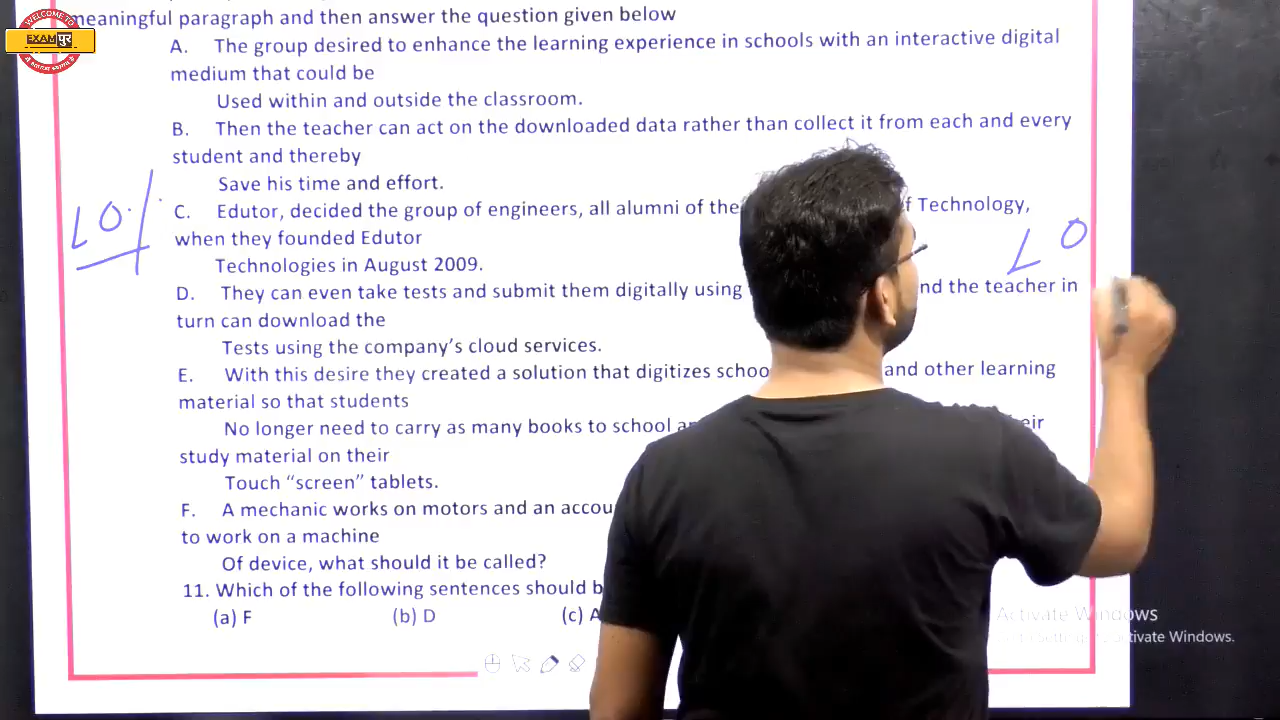 WELCOME TO
EXAMपुर
meaningful paragraph and then answer the question given below
A. The group desired to enhance the learning experience in schools with an interactive digital
medium that could be
Used within and outside the classroom.
B. Then the teacher can act on the downloaded data rather than collect it from each and every
student and thereby
Save his time and effort.
LO
C. Edutor, decided the group of engineers, all alumni of the of Technology,
when they founded Edutor
LO
Technologies in August 2009.
D. They can even take tests and submit them digitally using the teacher in
turn can download the
Tests using the company's cloud services.
E. With this desire they created a solution that digitizes and other learning
material so that students
No longer need to carry as many books to school
study material on their
Touch "screen" tablets.
F. A mechanic works on motors and an
to work on a machine
Of device, what should it be called?
11. Which of the following sentences should
(a) F (b) D (c)
Activate Windows
Activate Windows.